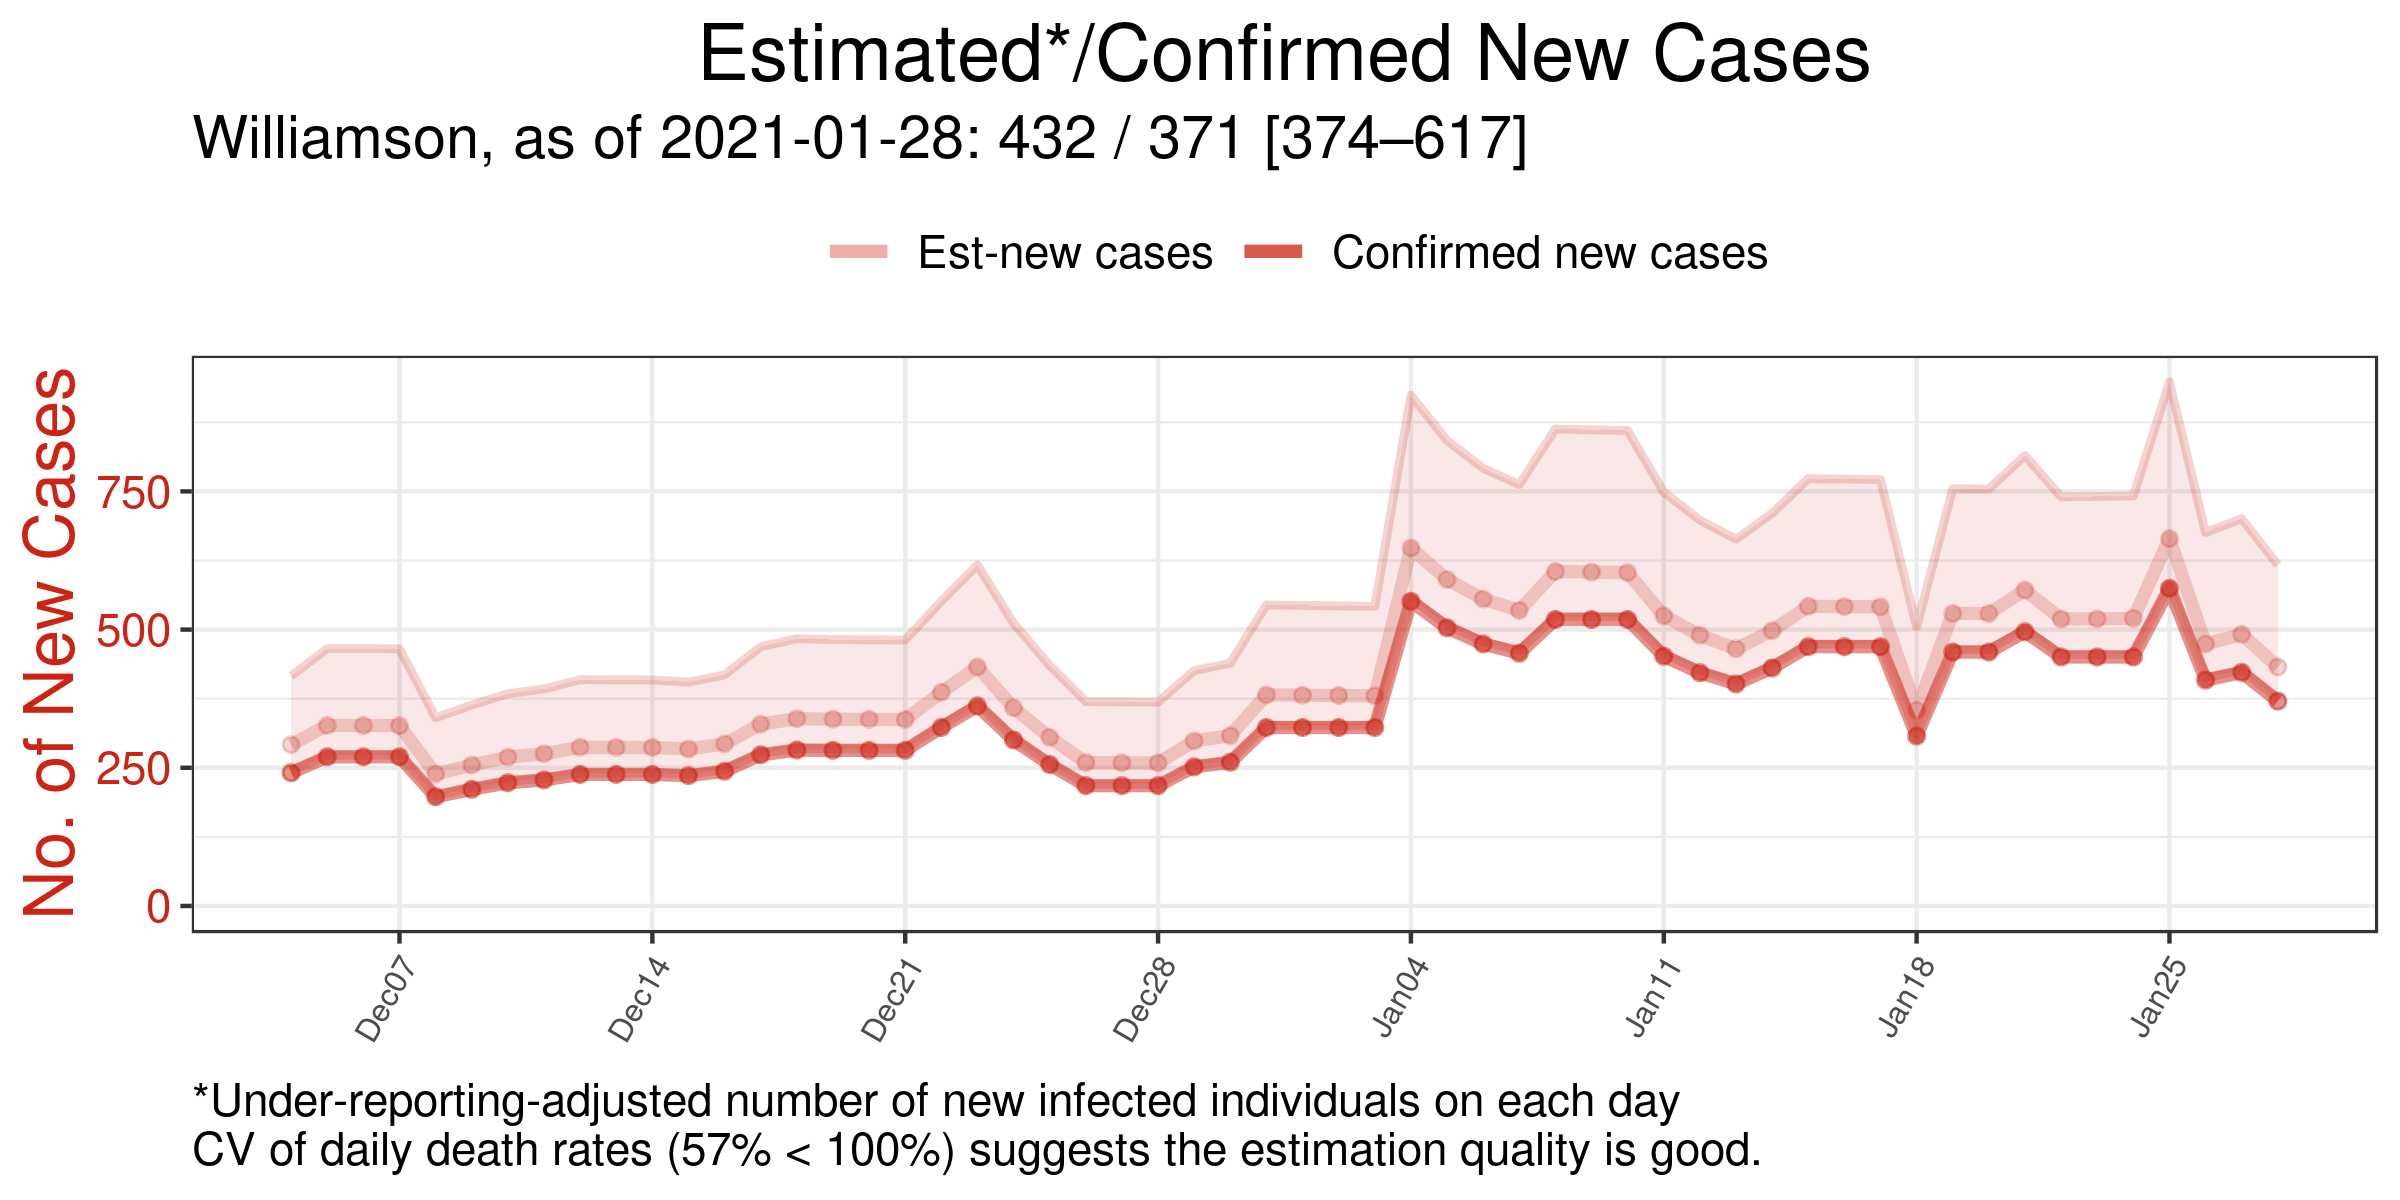 Estimated*/Confirmed New Cases
Williamson, as of 2021-01-28: 432 / 371 [374–617]
Est-new cases
Confirmed new cases
No. of New Cases
750
500
250
0
Dec07
Dec14
Dec21
Dec28
Jan04
Jan11
Jan18
Jan25
*Under-reporting-adjusted number of new infected individuals on each day
CV of daily death rates (57% < 100%) suggests the estimation quality is good.